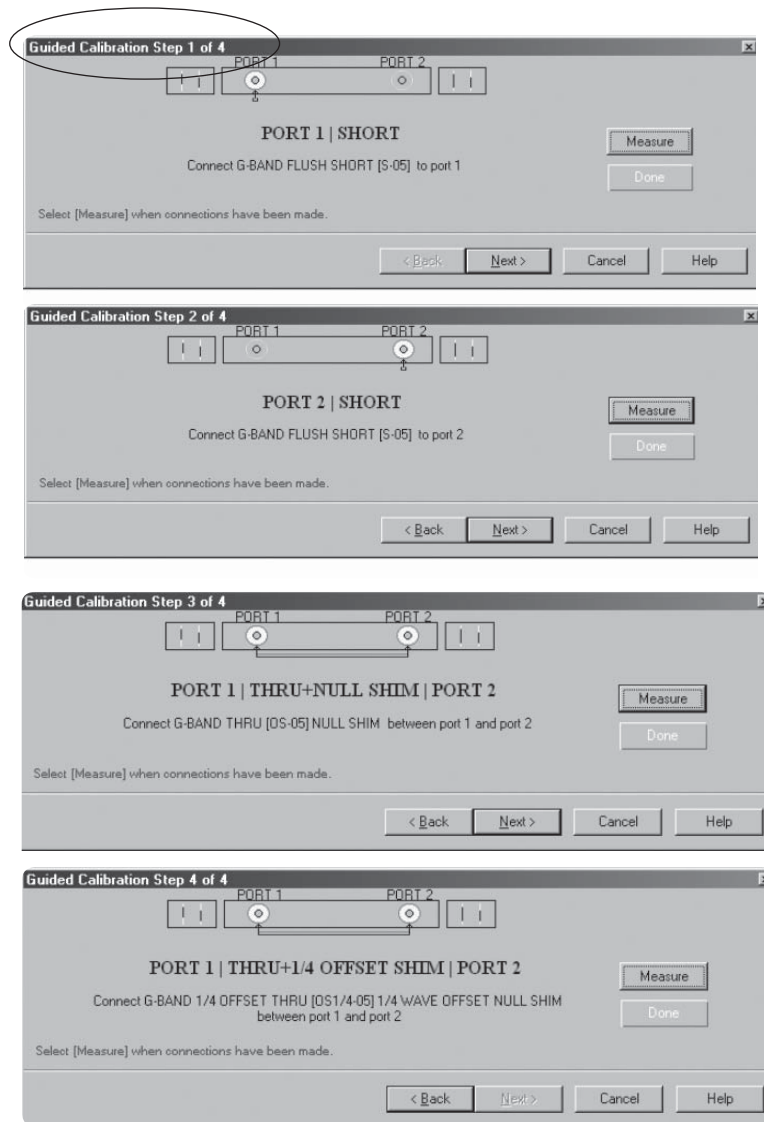 Guided Calibration Step 1 of 4
PORT 1 PORT 2
PORT 1 | SHORT
Connect G-BAND FLUSH SHORT [S-05] to port 1
Measure
Done
Select [Measure] when connections have been made.
< Back Next > Cancel Help
Guided Calibration Step 2 of 4
PORT 1 PORT 2
PORT 2 | SHORT
Connect G-BAND FLUSH SHORT [S-05] to port 2
Measure
Done
Select [Measure] when connections have been made.
< Back Next > Cancel Help
Guided Calibration Step 3 of 4
PORT 1 PORT 2
PORT 1 | THRU+NULL SHIM | PORT 2
Connect G-BAND THRU [OS-05] NULL SHIM between port 1 and port 2
Measure
Done
Select [Measure] when connections have been made.
< Back Next > Cancel Help
Guided Calibration Step 4 of 4
PORT 1 PORT 2
PORT 1 | THRU+1/4 OFFSET SHIM | PORT 2
Connect G-BAND 1/4 OFFSET THRU [OS1/4-05] 1/4 WAVE OFFSET NULL SHIM
between port 1 and port 2
Measure
Done
Select [Measure] when connections have been made.
< Back Next > Cancel Help